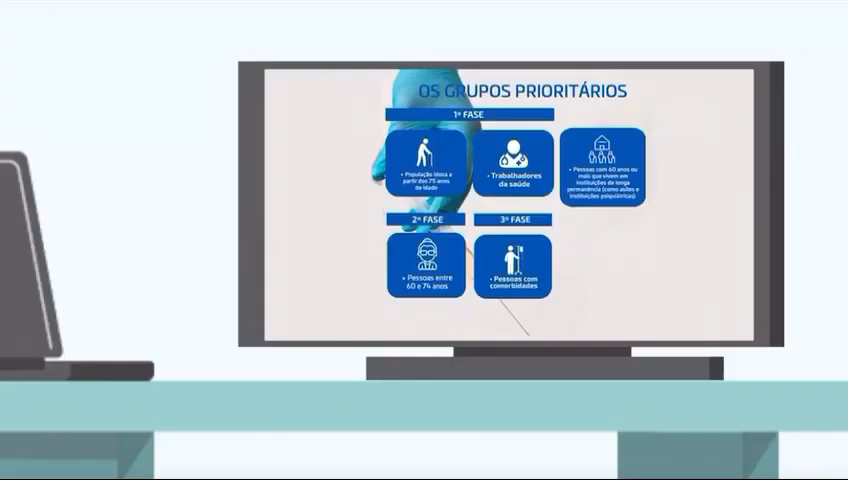 OS GRUPOS PRIORITÁRIOS
1ª FASE
• População idosa a
partir dos 75 anos
de idade
• Trabalhadores
da saúde
• Pessoas com 60 anos ou
mais que vivem em
instituições de longa
permanência (como asilos e
instituições psiquiátricas)
2ª FASE
• Pessoas entre
60 e 74 anos
3ª FASE
• Pessoas com
comorbidades